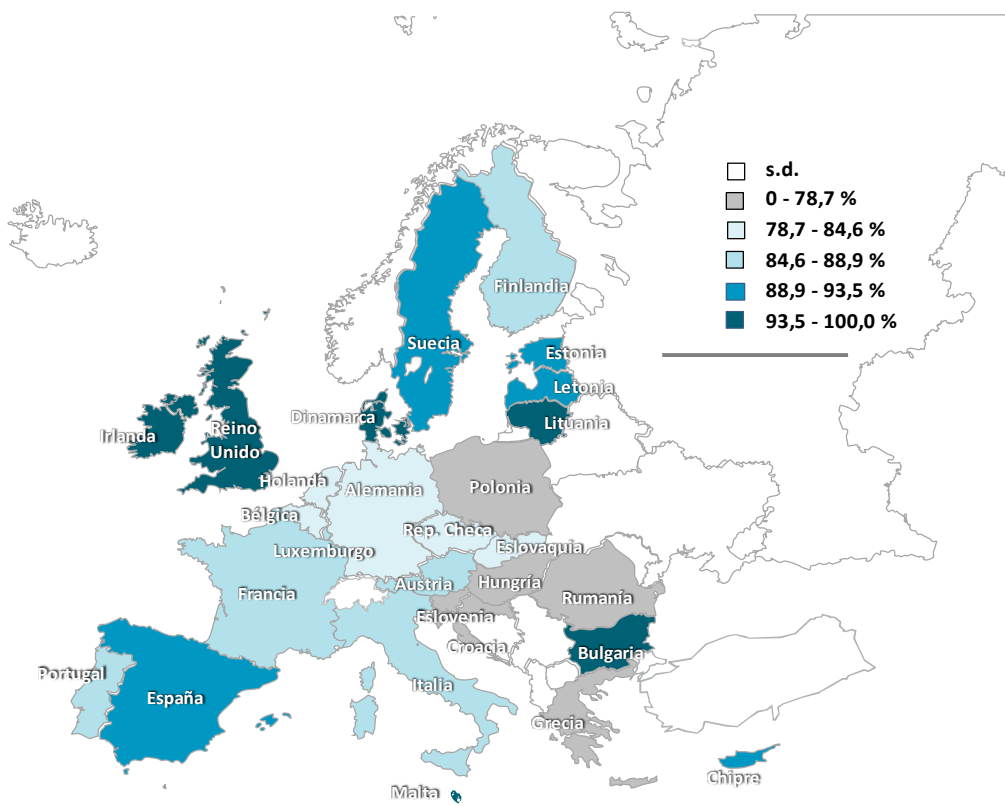 s.d.
0 - 78,7 %
78,7 - 84,6 %
84,6 - 88,9 %
88,9 - 93,5 %
93,5 - 100,0 %
Finlandia
Suecia
Estonia
Letonia
Dinamarca
Lituania
Irlanda
Reino
Unido
Holanda
Alemania
Polonia
Bélgica
Rep. Checa
Luxemburgo
Eslovaquia
Austria
Hungría
Francia
Rumanía
Eslovenia
Croacia
Bulgaria
Portugal
España
Italia
Grecia
Chipre
Malta